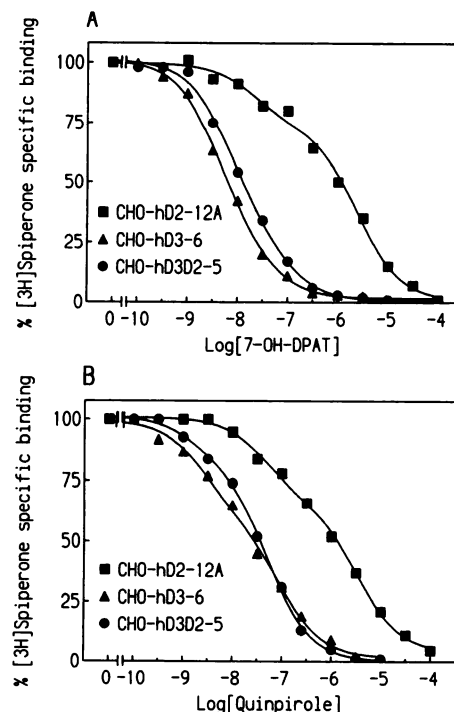 A
% [3H]Spiperone specific binding
100
75
50
25
0
CHO-hD2-12A
CHO-hD3-6
CHO-hD3D2-5
0 -10 -9 -8 -7 -6 -5 -4
Log[7-OH-DPAT]
B
% [3H]Spiperone specific binding
100
75
50
25
0
CHO-hD2-12A
CHO-hD3-6
CHO-hD3D2-5
0 -10 -9 -8 -7 -6 -5 -4
Log[Quinpirole]